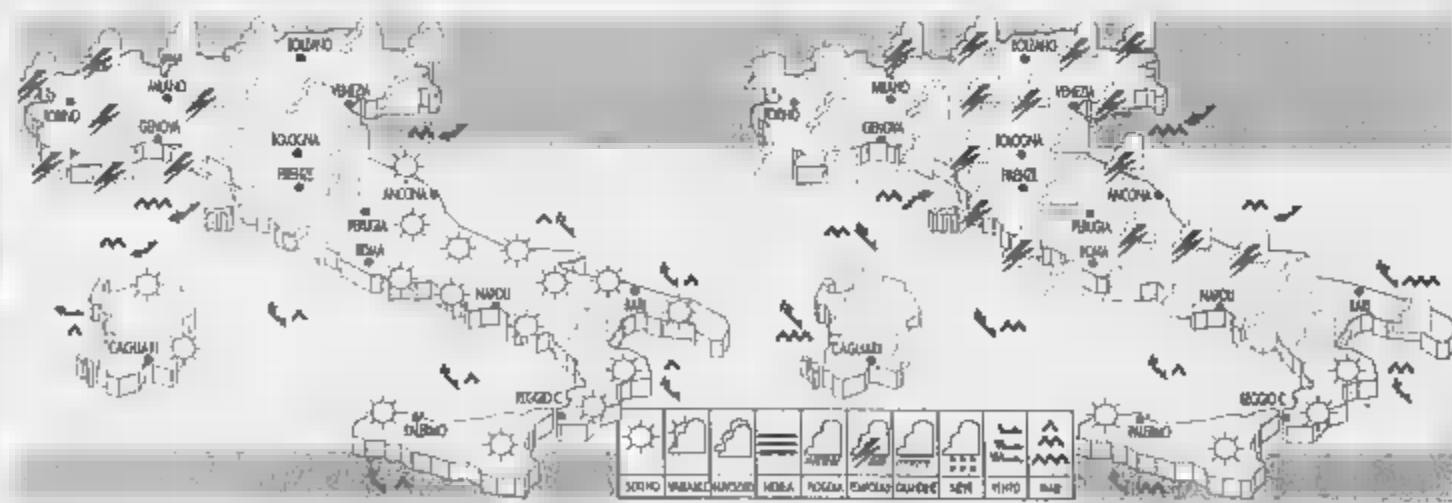 BOLZANO
MILANO
VENEZIA
TORINO
GENOVA
BOLOGNA
FIRENZE
ANCONA
PERUGIA
ROMA
NAPOLI
BARI
CAGLIARI
REGGIO C.
PALERMO
BOLZANO
MILANO
VENEZIA
TORINO
GENOVA
BOLOGNA
FIRENZE
ANCONA
PERUGIA
ROMA
NAPOLI
BARI
CAGLIARI
REGGIO C.
PALERMO
SERENO VARIABILE NUVOLOSO NEBBIA PIOGGIA TEMPORALE GRANDINE NEVE VENTO MARE